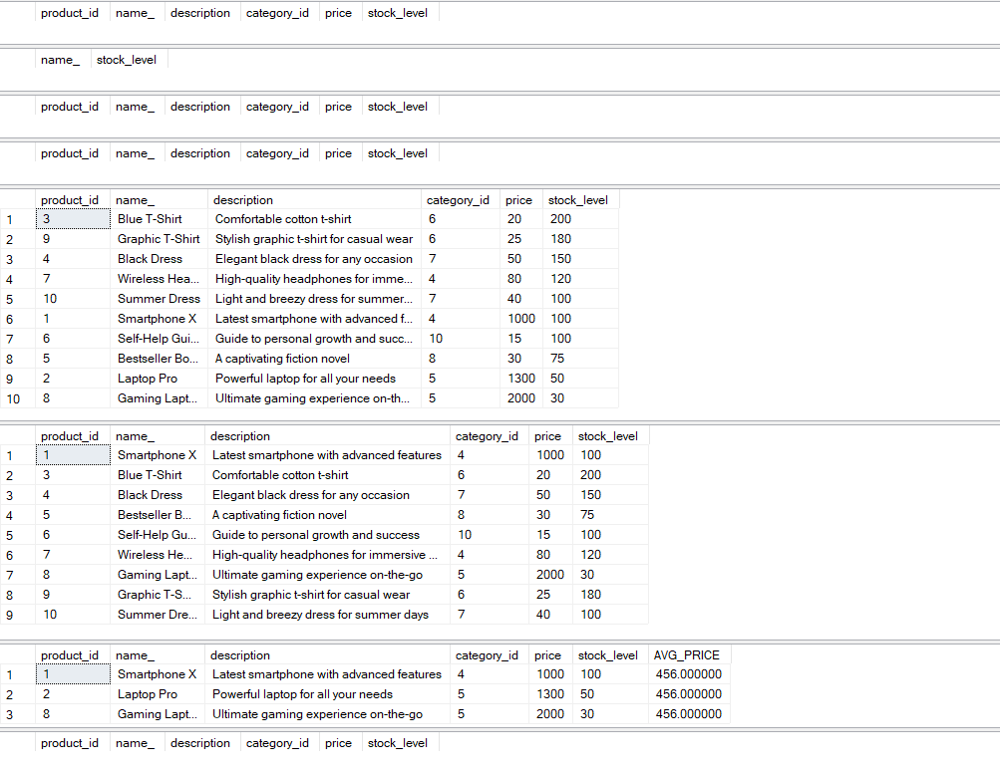 product_id name_ description category_id price stock_level
name_ stock_level
product_id name_ description category_id price stock_level
product_id name_ description category_id price stock_level
product_id name_ description category_id price stock_level
1 3 Blue T-Shirt Comfortable cotton t-shirt 6 20 200
2 9 Graphic T-Shirt Stylish graphic t-shirt for casual wear 6 25 180
3 4 Black Dress Elegant black dress for any occasion 7 50 150
4 7 Wireless Hea... High-quality headphones for imme... 4 80 120
5 10 Summer Dress Light and breezy dress for summer... 7 40 100
6 1 Smartphone X Latest smartphone with advanced f... 4 1000 100
7 6 Self-Help Gui... Guide to personal growth and succ... 10 15 100
8 5 Bestseller Bo... A captivating fiction novel 8 30 75
9 2 Laptop Pro Powerful laptop for all your needs 5 1300 50
10 8 Gaming Lapt... Ultimate gaming experience on-th... 5 2000 30
product_id name_ description category_id price stock_level
1 1 Smartphone X Latest smartphone with advanced features 4 1000 100
2 3 Blue T-Shirt Comfortable cotton t-shirt 6 20 200
3 4 Black Dress Elegant black dress for any occasion 7 50 150
4 5 Bestseller B... A captivating fiction novel 8 30 75
5 6 Self-Help Gu... Guide to personal growth and success 10 15 100
6 7 Wireless He... High-quality headphones for immersive ... 4 80 120
7 8 Gaming Lapt... Ultimate gaming experience on-the-go 5 2000 30
8 9 Graphic T-S... Stylish graphic t-shirt for casual wear 6 25 180
9 10 Summer Dre... Light and breezy dress for summer days 7 40 100
product_id name_ description category_id price stock_level AVG_PRICE
1 1 Smartphone X Latest smartphone with advanced features 4 1000 100 456.000000
2 2 Laptop Pro Powerful laptop for all your needs 5 1300 50 456.000000
3 8 Gaming Lapt... Ultimate gaming experience on-the-go 5 2000 30 456.000000
product_id name_ description category_id price stock_level